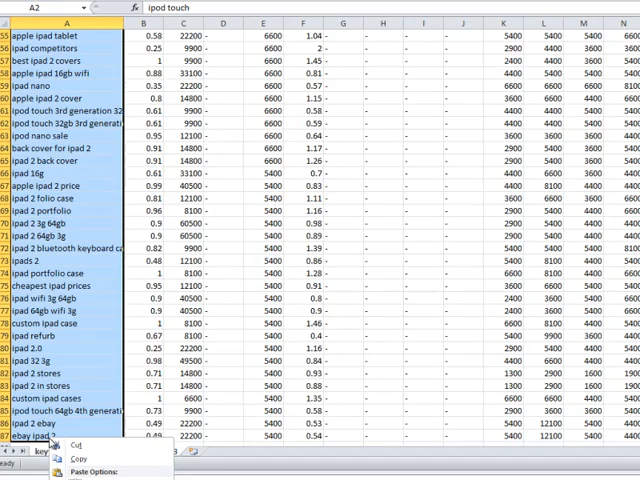 A2 fx ipod touch
A B C D E F G H I J K L M N
55 apple ipad tablet 0.58 22200 - 6600 1.04 - - - - 5400 5400 5400 6600
56 ipad competitors 0.25 9900 - 6600 2 - - - - 2900 4400 3600 3600
57 best ipad 2 covers 1 9900 - 6600 1.45 - - - - 2400 4400 3600 4400
58 apple ipad 16gb wifi 0.88 33100 - 6600 0.81 - - - - 4400 5400 5400 5400
59 ipad nano 0.35 22200 - 6600 0.57 - - - - 6600 6600 6600 8100
60 apple ipad 2 cover 0.8 14800 - 6600 1.15 - - - - 2400 5400 3600 4400
61 ipod touch 3rd generation 32 0.61 9900 - 6600 0.58 - - - - 4400 4400 3600 4400
62 ipod touch 32gb 3rd generati 0.61 9900 - 6600 0.59 - - - - 4400 4400 3600 4400
63 ipod nano sale 0.95 12100 - 6600 0.64 - - - - 4400 3600 3600 3600
64 back cover for ipad 2 0.91 14800 - 6600 1.17 - - - - 2900 4400 3600 4400
65 ipad 2 back cover 0.91 14800 - 6600 1.26 - - - - 2900 5400 3600 4400
66 ipad 16g 0.61 33100 - 5400 0.7 - - - - 4400 6600 3600 4400
67 apple ipad 2 price 0.99 40500 - 5400 0.83 - - - - 4400 8100 4400 4400
68 ipad 2 folio case 0.81 12100 - 5400 1.11 - - - - 2400 3600 3600 4400
69 ipad 2 portfolio 0.96 8100 - 5400 1.16 - - - - 2900 4400 3600 4400
70 ipad 2 3g 64gb 0.9 60500 - 5400 0.98 - - - - 2900 5400 4400 4400
71 ipad 2 64gb 3g 0.9 60500 - 5400 0.89 - - - - 2900 5400 4400 4400
72 ipad 2 bluetooth keyboard ca 0.82 9900 - 5400 1.39 - - - - 2900 5400 4400 4400
73 ipads 2 0.48 12100 - 5400 0.86 - - - - 5400 8100 5400 4400
74 ipad portfolio case 1 8100 - 5400 1.28 - - - - 6600 8100 4400 4400
75 cheapest ipad prices 0.95 12100 - 5400 0.91 - - - - 3600 5400 4400 3600
76 ipad wifi 3g 64gb 0.9 40500 - 5400 0.8 - - - - 2400 3600 3600 3600
77 ipad 64gb wifi 3g 0.9 40500 - 5400 0.9 - - - - 2400 3600 3600 3600
78 custom ipad case 1 8100 - 5400 1.46 - - - - 6600 8100 4400 4400
79 ipad refurb 0.67 8100 - 5400 0.4 - - - - 5400 9900 4400 3600
80 ipad 2.0 0.25 22200 - 5400 1.16 - - - - 5400 5400 3600 4400
81 ipad 32 3g 0.98 49500 - 5400 0.84 - - - - 4400 6600 4400 4400
82 ipad 2 stores 0.71 14800 - 5400 0.93 - - - - 1300 2900 1600 1900
83 ipad 2 in stores 0.71 14800 - 5400 0.88 - - - - 1300 2900 1600 1900
84 custom ipad cases 1 6600 - 5400 1.35 - - - - 4400 5400 4400 4400
85 ipod touch 64gb 4th generati 0.73 9900 - 5400 0.58 - - - - 3600 5400 3600 4400
86 ipad 2 ebay 0.49 22200 - 5400 0.53 - - - - 5400 12100 5400 4400
87 ebay ipad 2 0.49 22200 - 5400 0.54 - - - - 5400 12100 5400 4400
Cut
Copy
Paste Options:
key
eady